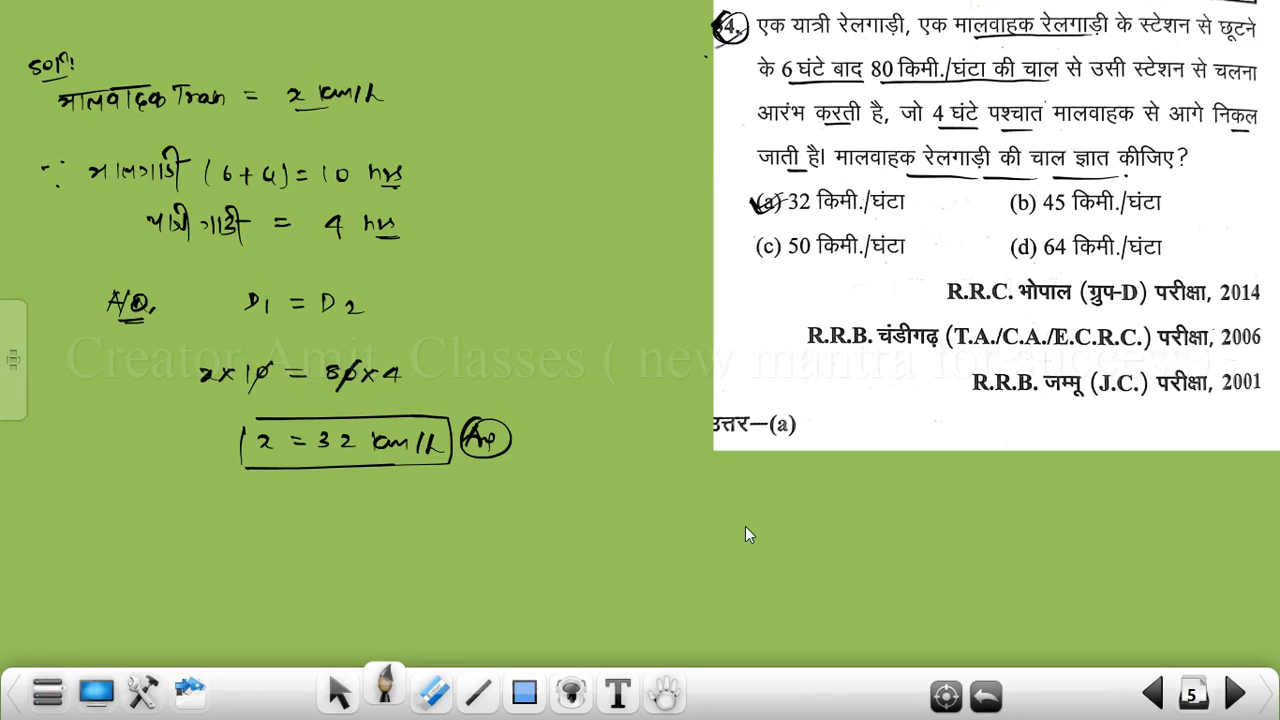 Soln:
मालवाहक Tran = x km/h
∵ मालगाडी (6+4) = 10 hrs
यात्रीगाडी = 4 hrs
A/Q, D1 = D2
x × 10 = 80 × 4
x = 32 km/h Ans
34. एक यात्री रेलगाड़ी, एक मालवाहक रेलगाड़ी के स्टेशन से छूटने
के 6 घंटे बाद 80 किमी./घंटा की चाल से उसी स्टेशन से चलना
आरंभ करती है, जो 4 घंटे पश्चात मालवाहक से आगे निकल
जाती है। मालवाहक रेलगाड़ी की चाल ज्ञात कीजिए?
(a) 32 किमी./घंटा (b) 45 किमी./घंटा
(c) 50 किमी./घंटा (d) 64 किमी./घंटा
R.R.C. भोपाल (ग्रुप-D) परीक्षा, 2014
R.R.B. चंडीगढ़ (T.A./C.A./E.C.R.C.) परीक्षा, 2006
R.R.B. जम्मू (J.C.) परीक्षा, 2001
उत्तर—(a)
Creator Amit Classes ( new mantra for success) -
T
5